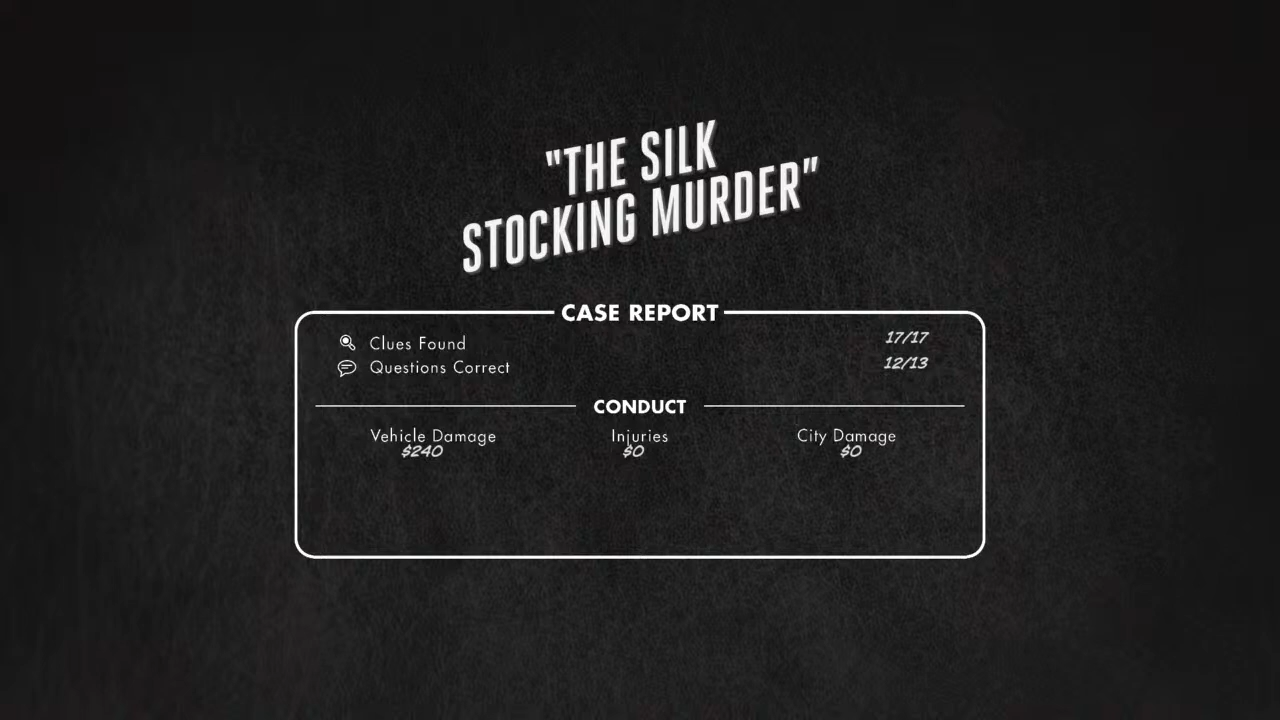 "THE SILK
STOCKING MURDER"
CASE REPORT
Clues Found 17/17
Questions Correct 12/13
CONDUCT
Vehicle Damage Injuries City Damage
$240 $0 $0